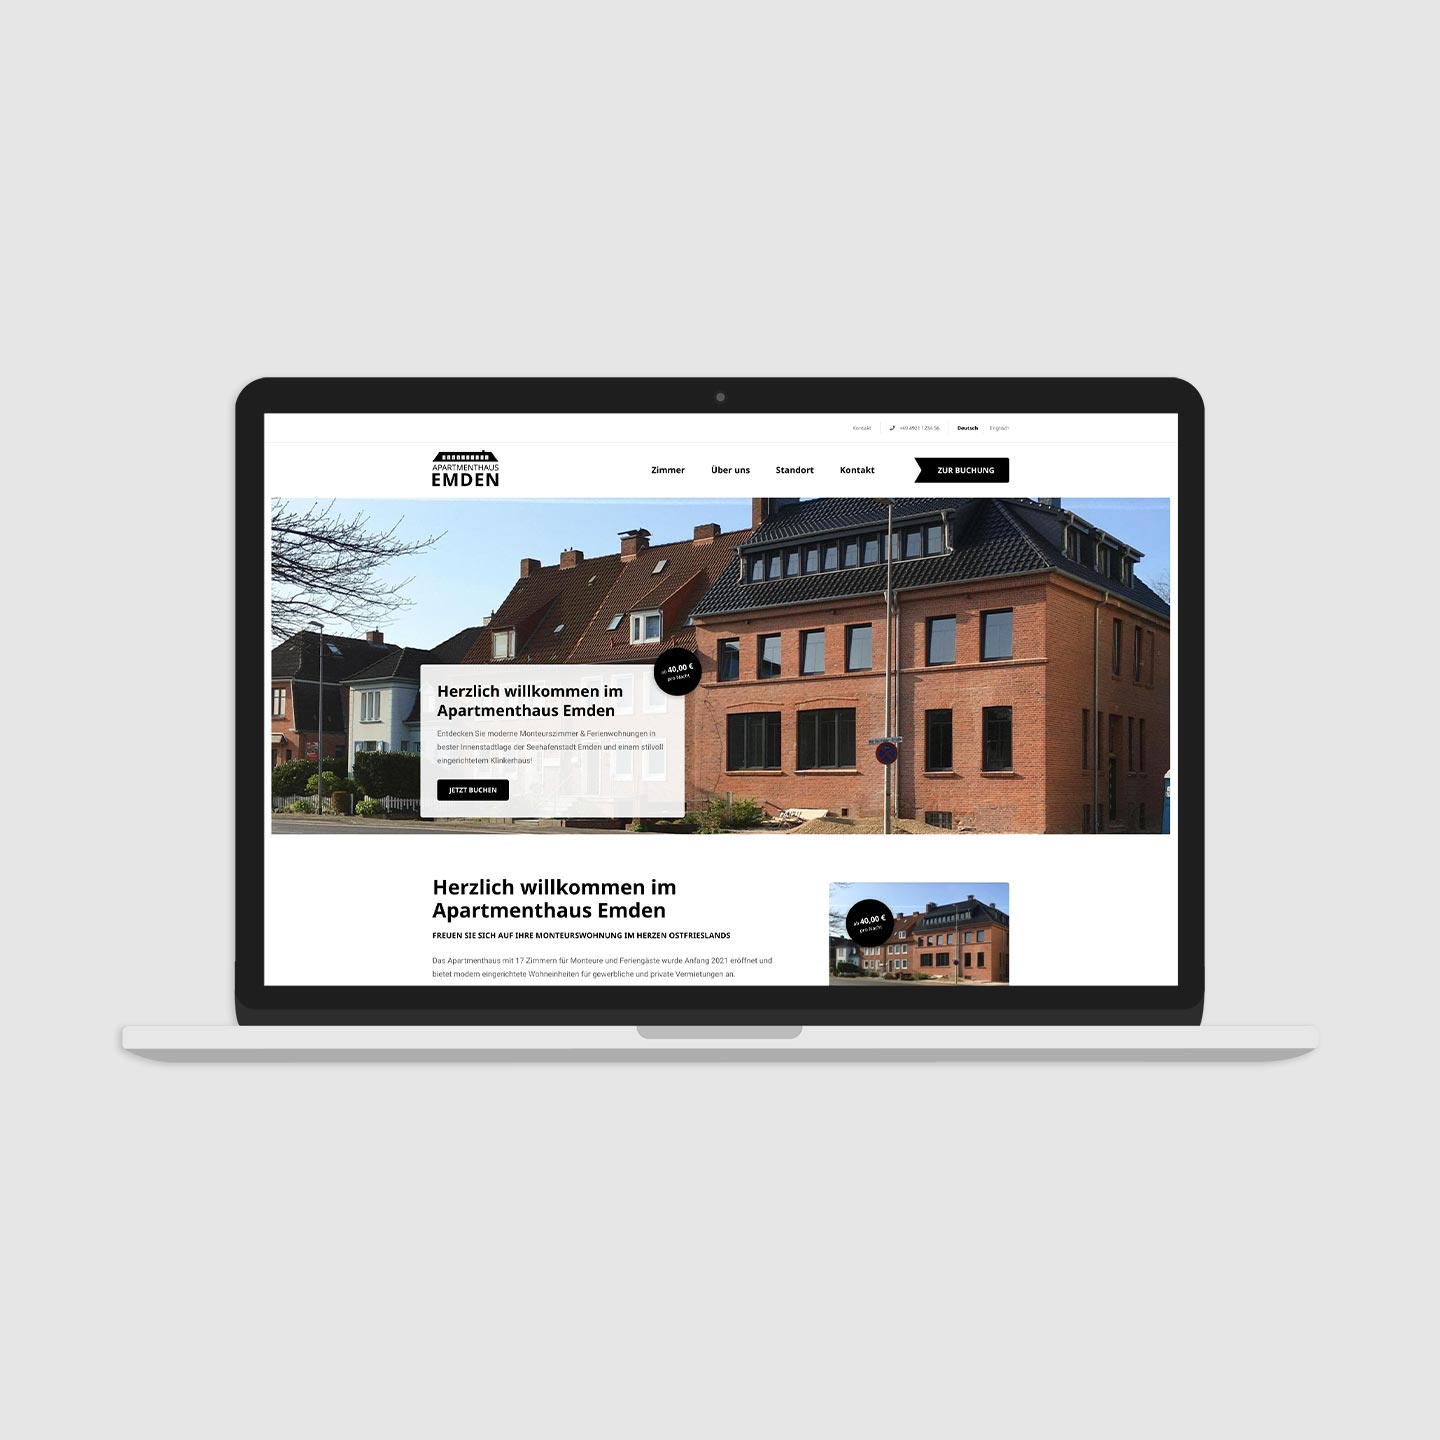 Kontakt +49 4921 1234 56 Deutsch Englisch
APARTMENTHAUS
EMDEN
Zimmer Über uns Standort Kontakt ZUR BUCHUNG
ab 40,00 €
pro Nacht
Herzlich willkommen im
Apartmenthaus Emden
Entdecken Sie moderne Monteurszimmer & Ferienwohnungen in
bester Innenstadtlage der Seehafenstadt Emden und einem stilvoll
eingerichtetem Klinkerhaus!
JETZT BUCHEN
Herzlich willkommen im
Apartmenthaus Emden
FREUEN SIE SICH AUF IHRE MONTEURSWOHNUNG IM HERZEN OSTFRIESLANDS
Das Apartmenthaus mit 17 Zimmern für Monteure und Feriengäste wurde Anfang 2021 eröffnet und
bietet modern eingerichtete Wohneinheiten für gewerbliche und private Vermietungen an.
ab 40,00 €
pro Nacht